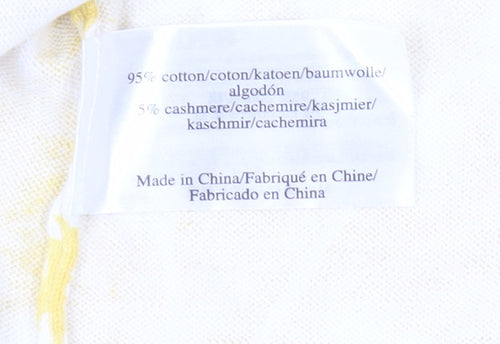 95% cotton/coton/katoen/baumwolle/
algodón
5% cashmere/cachemire/kasjmier/
kaschmir/cachemira
Made in China/Fabriqué en Chine/
Fabricado en China